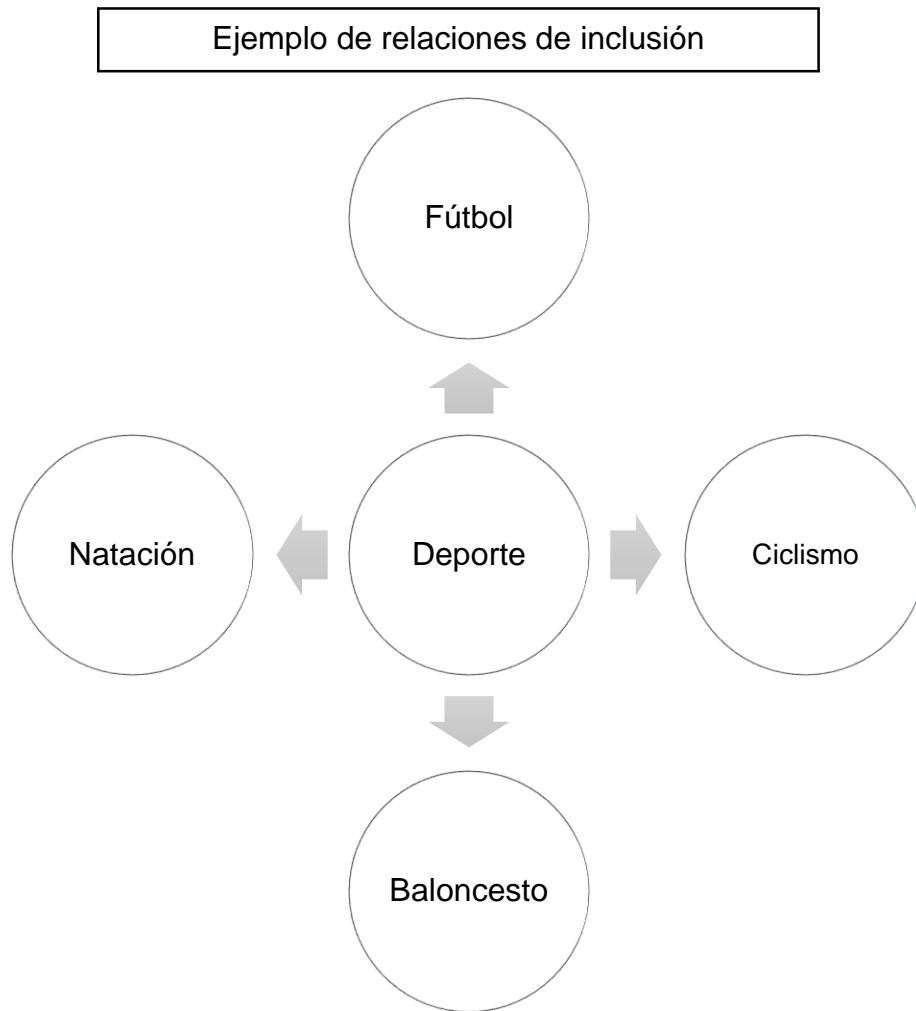 Ejemplo de relaciones de inclusión
Fútbol
Natación
Deporte
Ciclismo
Baloncesto